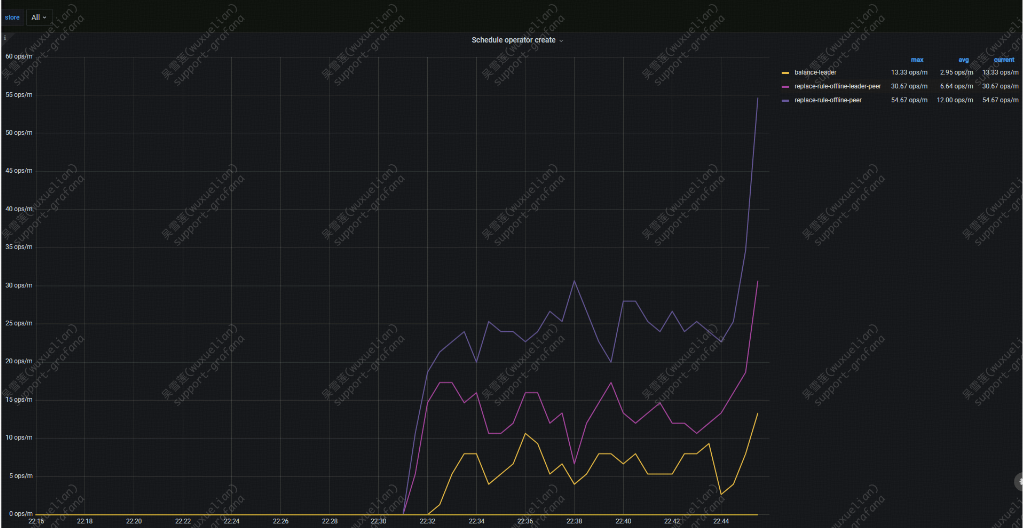 store All
Schedule operator create
max avg current
balance-leader 13.33 ops/m 2.95 ops/m 13.33 ops/m
replace-rule-offline-leader-peer 30.67 ops/m 6.64 ops/m 30.67 ops/m
replace-rule-offline-peer 54.67 ops/m 12.00 ops/m 54.67 ops/m
60 ops/m
55 ops/m
50 ops/m
45 ops/m
40 ops/m
35 ops/m
30 ops/m
25 ops/m
20 ops/m
15 ops/m
10 ops/m
5 ops/m
0 ops/m
22:16 22:18 22:20 22:22 22:24 22:26 22:28 22:30 22:32 22:34 22:36 22:38 22:40 22:42 22:44
吴雪莲(wuxuelian)
support-grafana